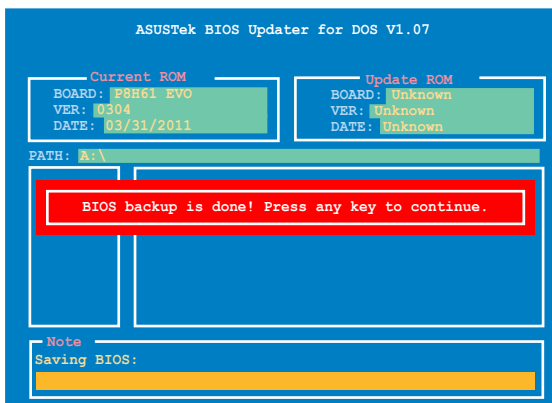 ASUSTek BIOS Updater for DOS V1.07
Current ROM
BOARD: P8H61 EVO
VER: 0304
DATE: 03/31/2011
Update ROM
BOARD: Unknown
VER: Unknown
DATE: Unknown
PATH: A:\
BIOS backup is done! Press any key to continue.
Note
Saving BIOS: